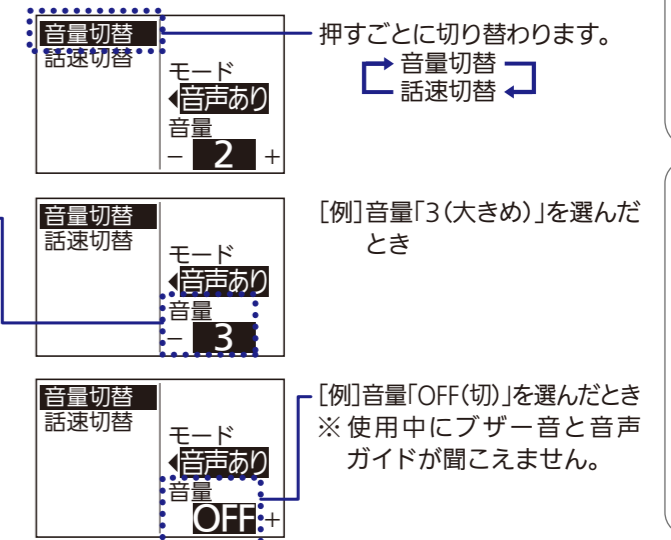 音量切替
話速切替
モード
◀音声あり
音量
− 2 +
押すごとに切り替わります。
音量切替
話速切替
音量切替
話速切替
モード
◀音声あり
音量
− 3
[例]音量「3(大きめ)」を選んだ
とき
音量切替
話速切替
モード
◀音声あり
音量
OFF +
[例]音量「OFF(切)」を選んだとき
※使用中にブザー音と音声
ガイドが聞こえません。